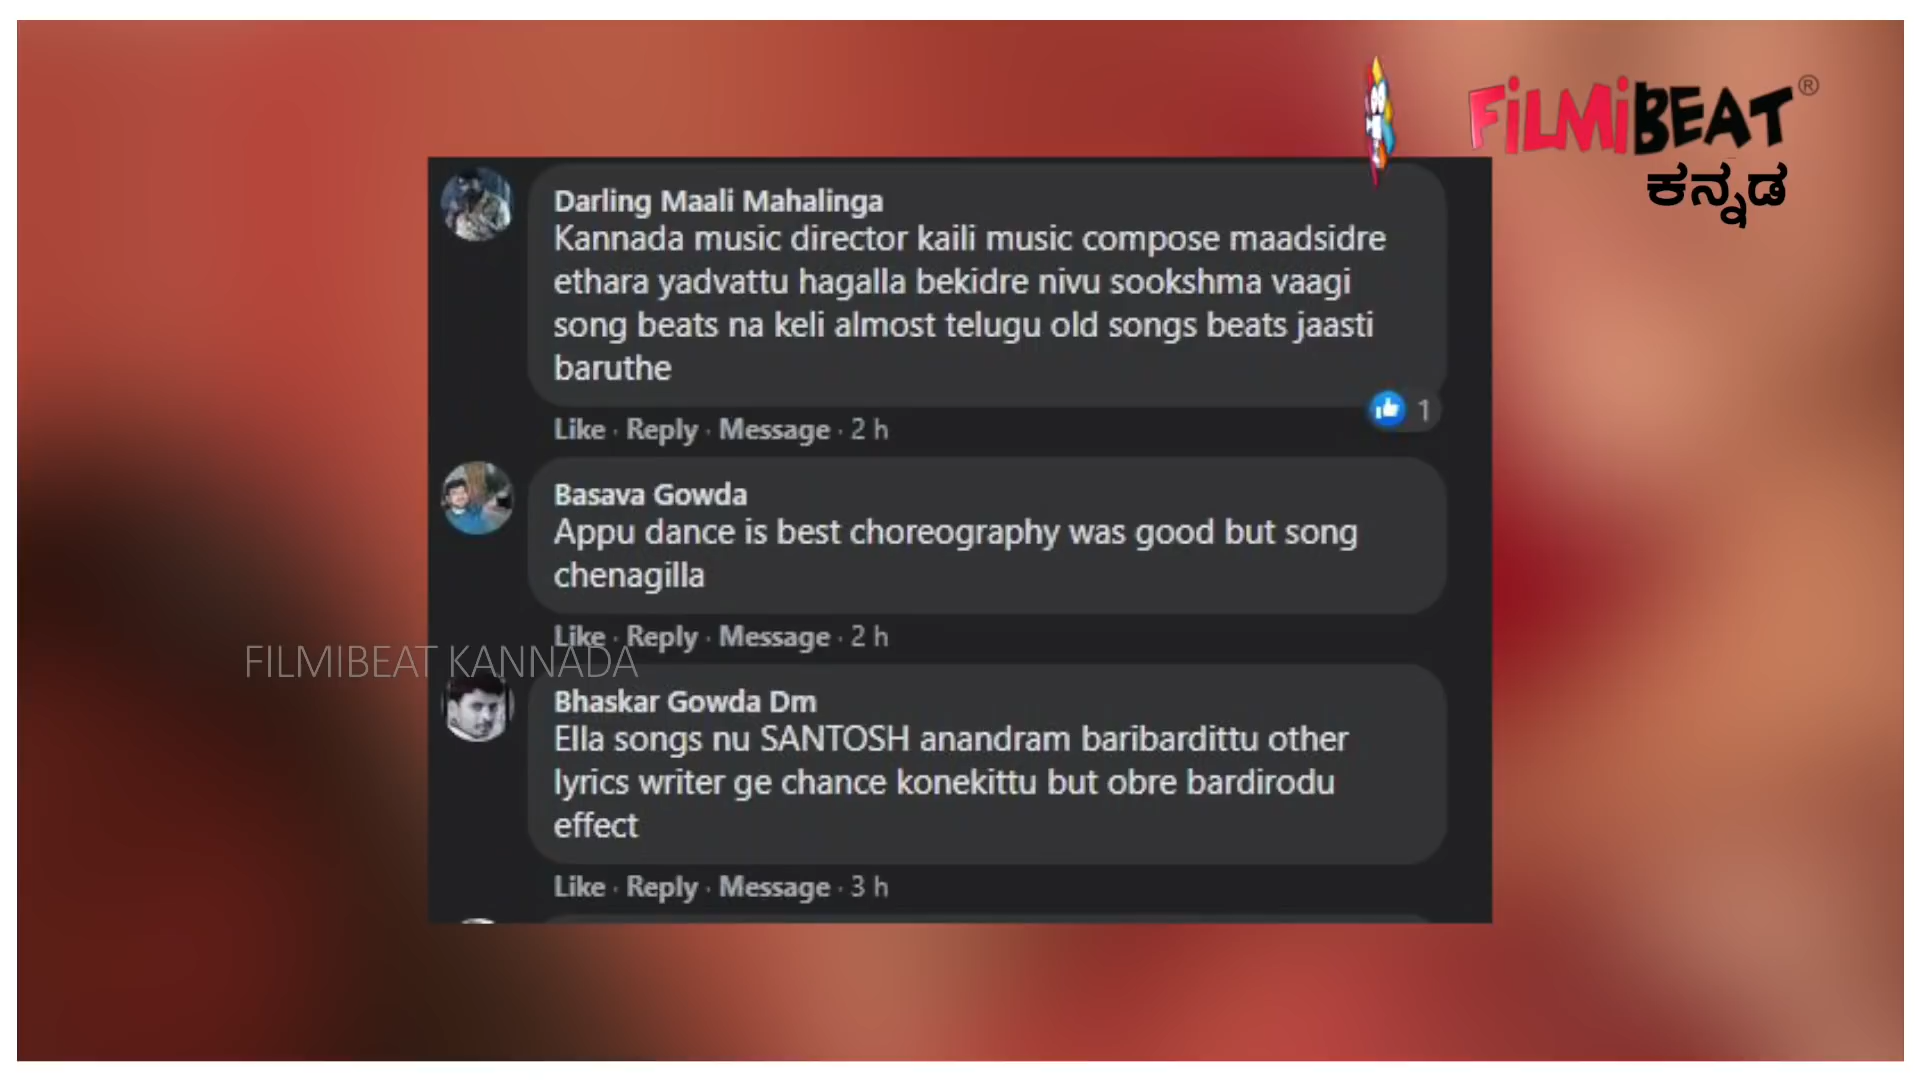 FiLMiBEAT®
ಕನ್ನಡ
Darling Maali Mahalinga
Kannada music director kaili music compose maadsidre
ethara yadvattu hagalla bekidre nivu sookshma vaagi
song beats na keli almost telugu old songs beats jaasti
baruthe
1
Like · Reply · Message · 2 h
Basava Gowda
Appu dance is best choreography was good but song
chenagilla
Like · Reply · Message · 2 h
FILMIBEAT KANNADA
Bhaskar Gowda Dm
Ella songs nu SANTOSH anandram baribardittu other
lyrics writer ge chance konekittu but obre bardirodu
effect
Like · Reply · Message · 3 h